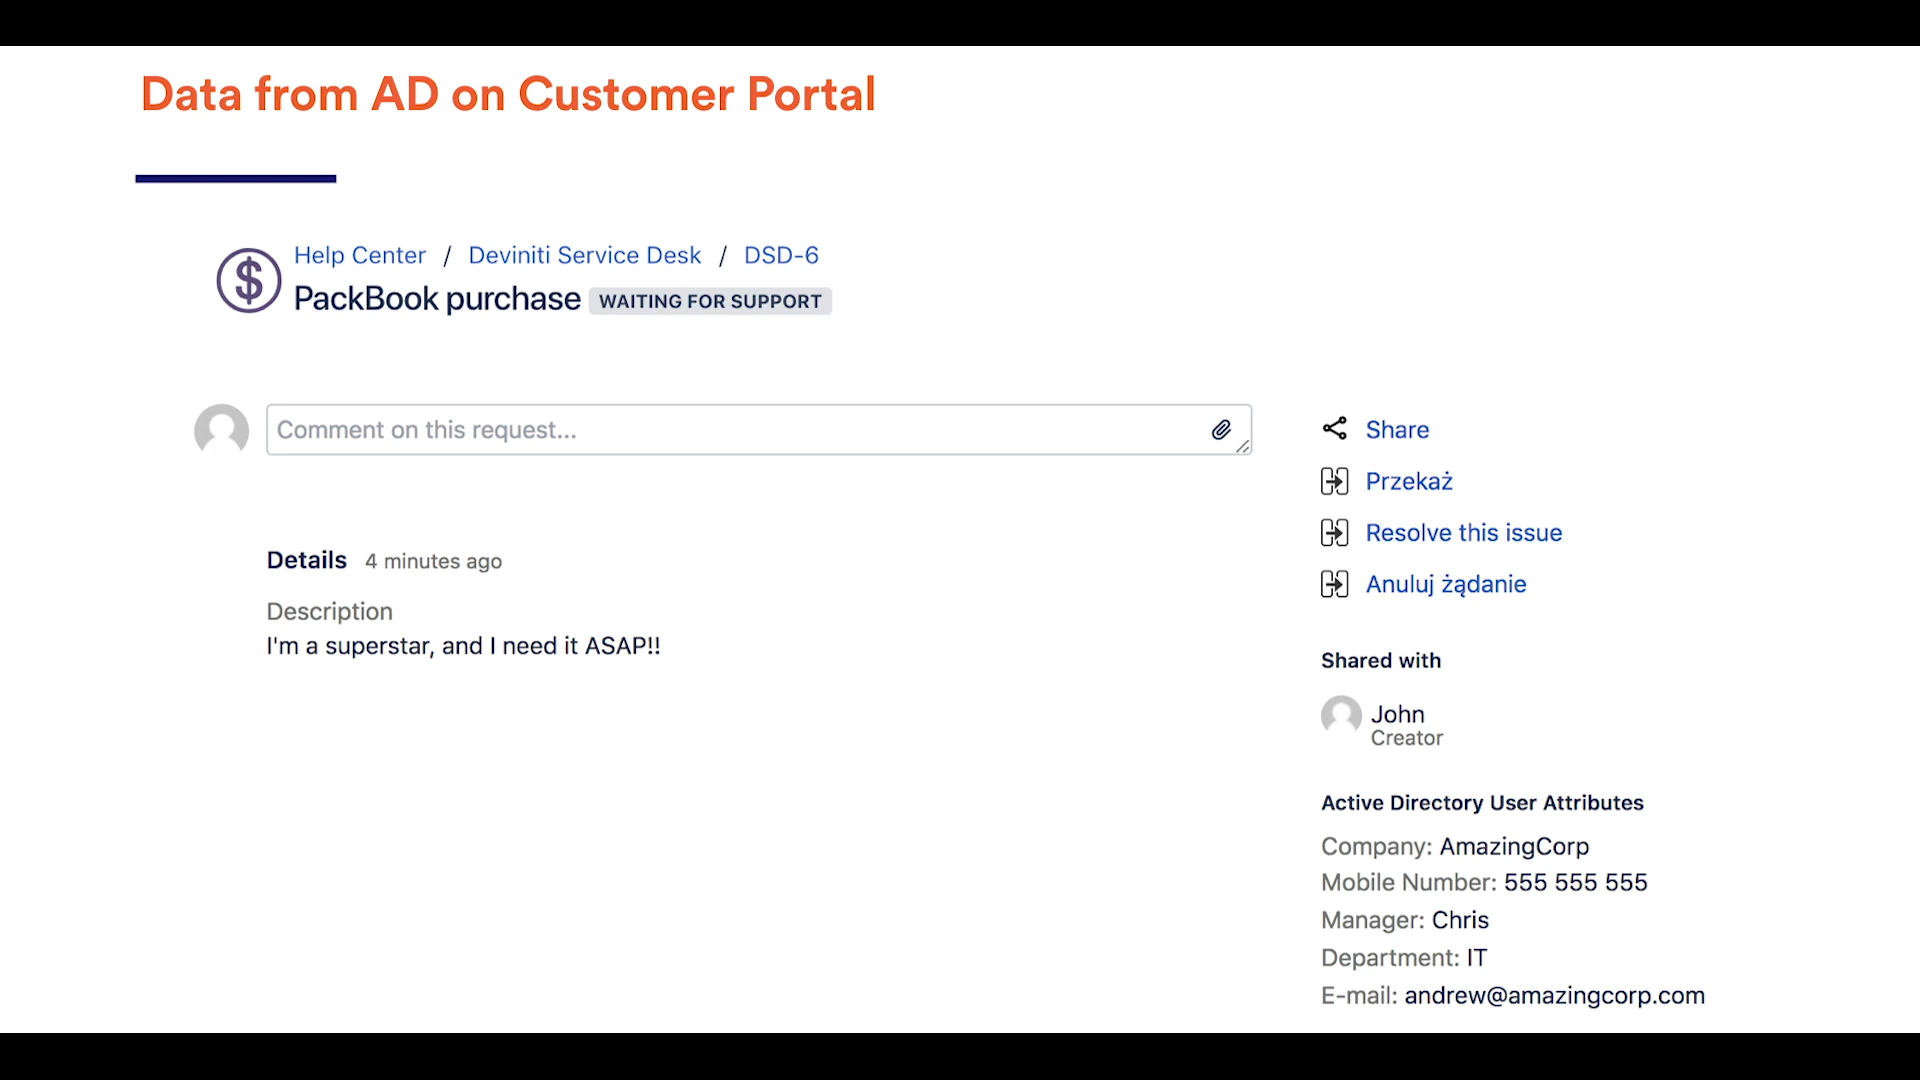 Data from AD on Customer Portal
Help Center / Deviniti Service Desk / DSD-6
PackBook purchase WAITING FOR SUPPORT
Comment on this request...
Details 4 minutes ago
Description
I'm a superstar, and I need it ASAP!!
Share
Przekaż
Resolve this issue
Anuluj żądanie
Shared with
John
Creator
Active Directory User Attributes
Company: AmazingCorp
Mobile Number: 555 555 555
Manager: Chris
Department: IT
E-mail: andrew@amazingcorp.com